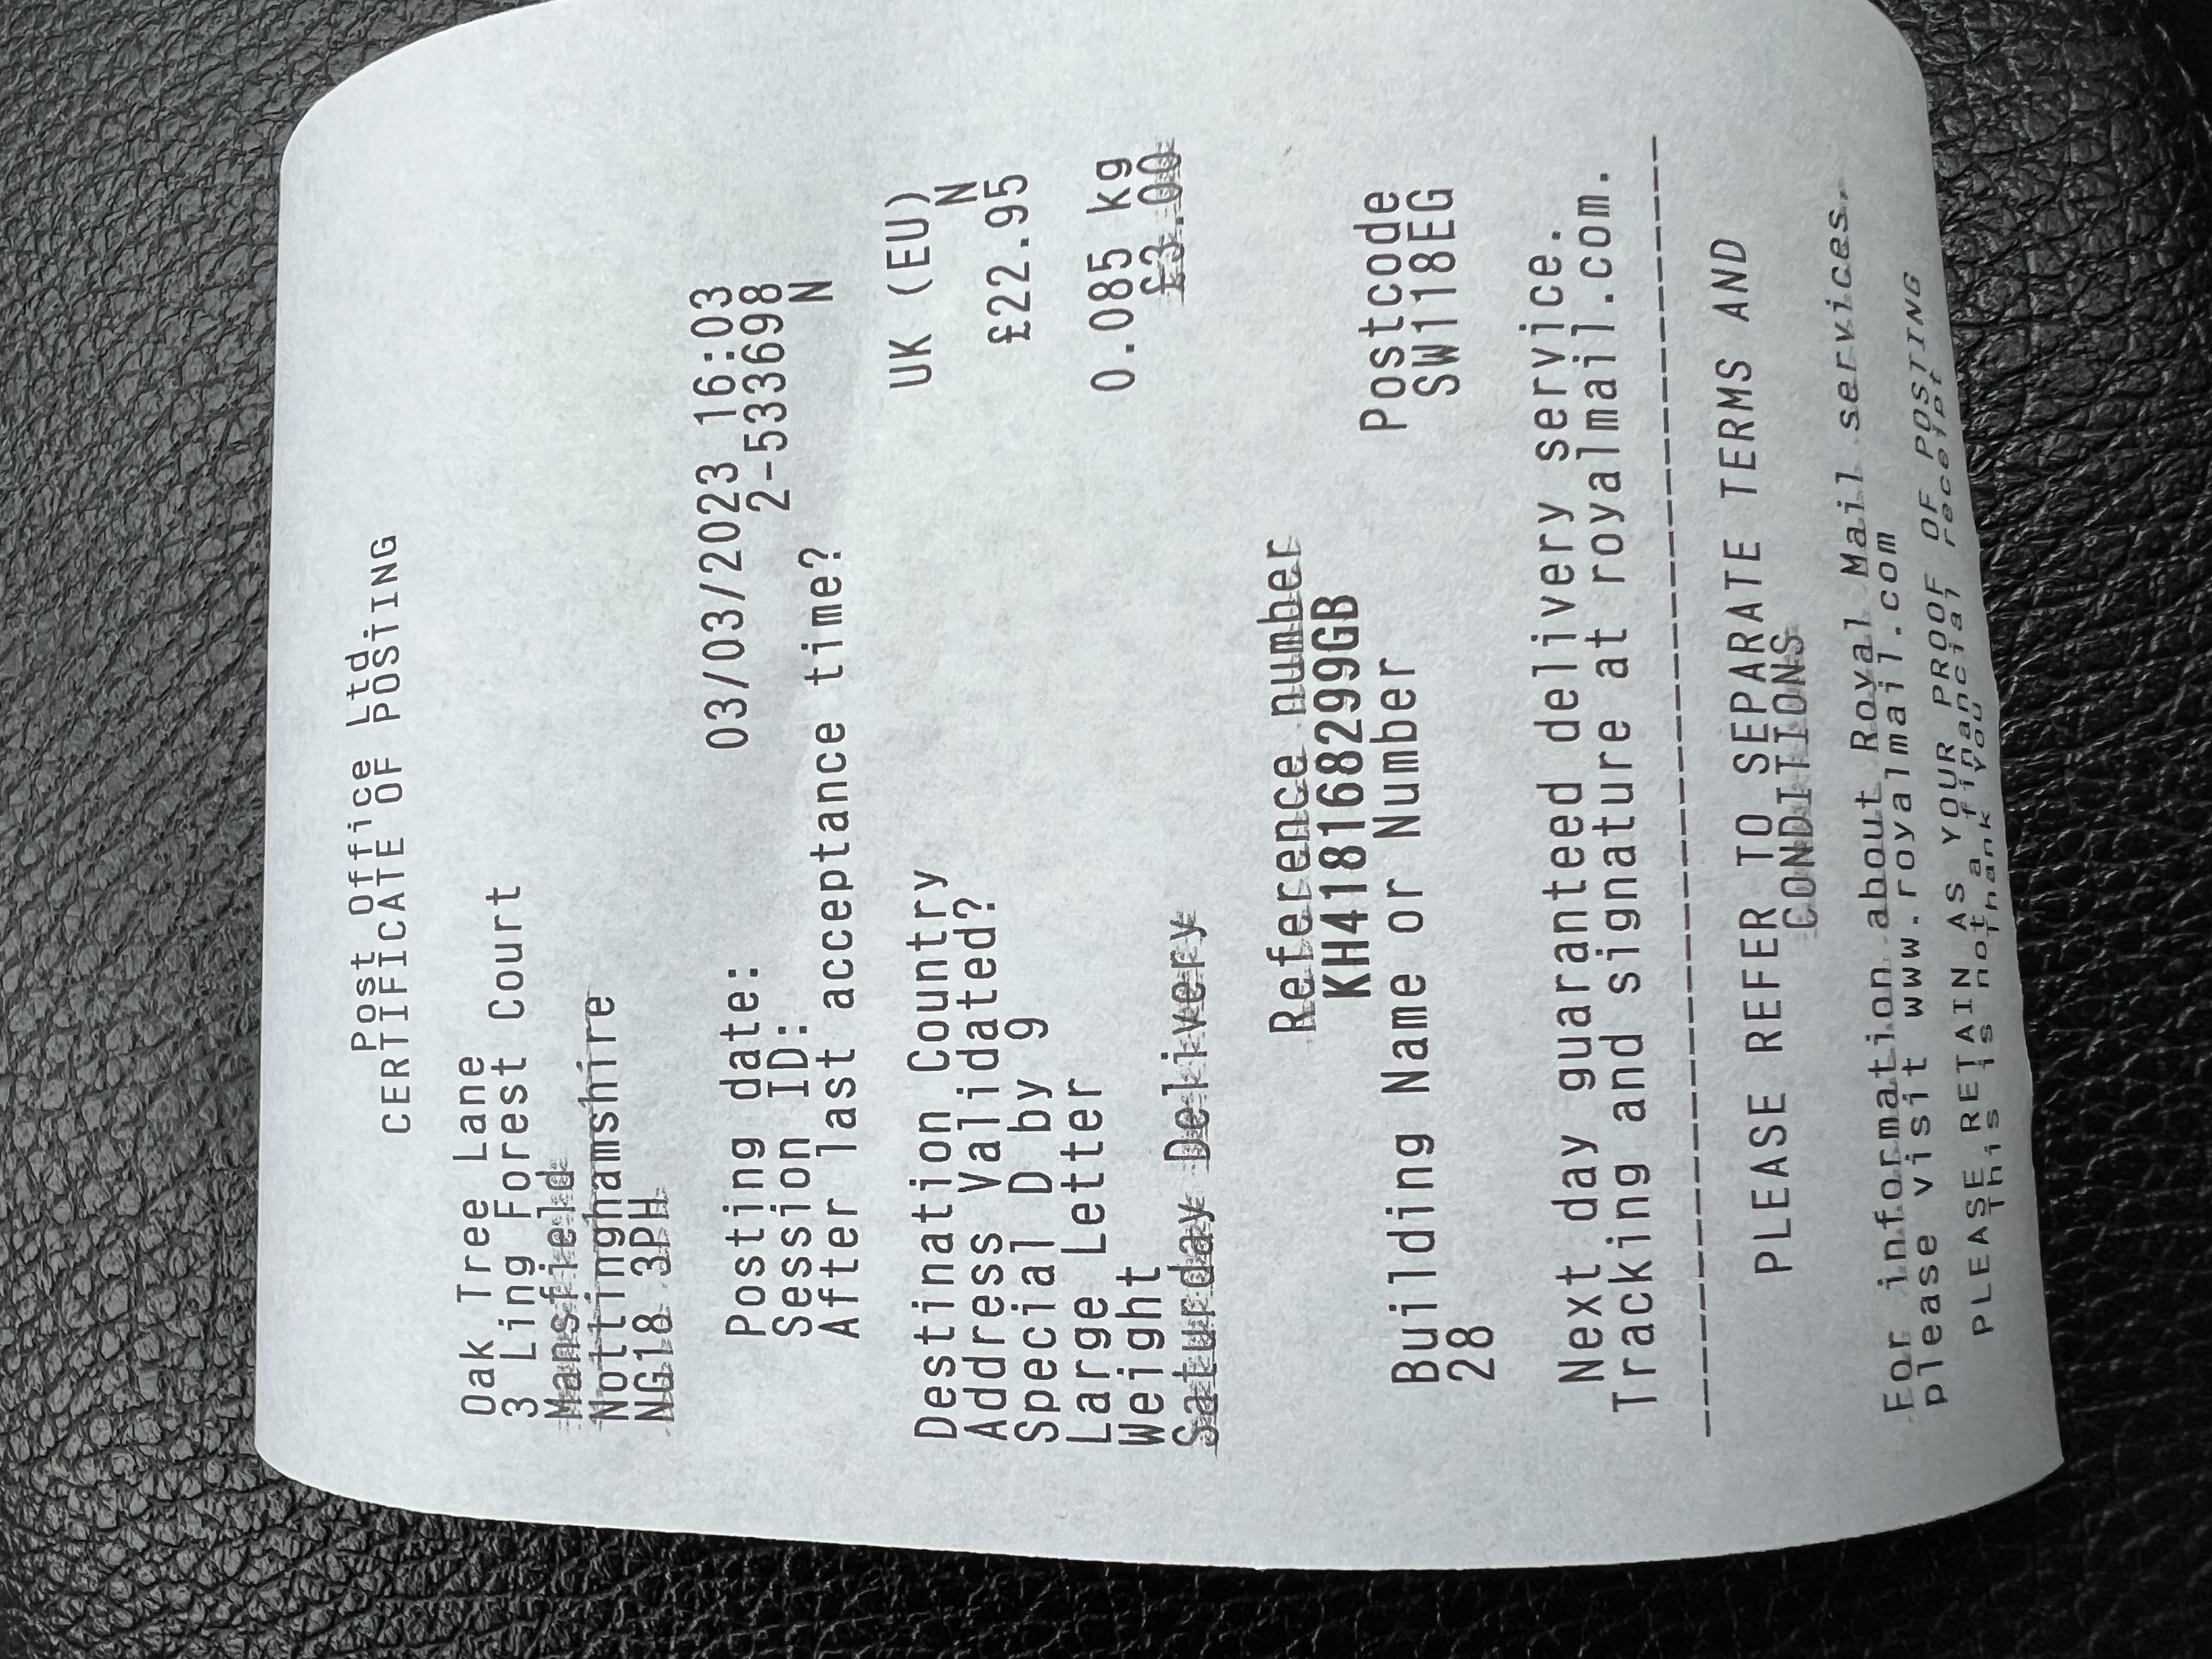 Post Office Ltd.
CERTIFICATE OF POSTING
Oak Tree Lane
3 Ling Forest Court
Mansfield
Nottinghamshire
NG18 3PH
Posting date: 03/03/2023 16:03
Session ID: 2-533698
After last acceptance time? N
Destination Country UK (EU)
Address Validated? N
Special D by 9 £22.95
Large Letter
Weight 0.085 kg
Saturday Delivery £3.00
Reference number
KH418168299GB
Building Name or Number Postcode
28 SW118EG
Next day guaranteed delivery service.
Tracking and signature at royalmail.com.
----------------------------------------
PLEASE REFER TO SEPARATE TERMS AND
CONDITIONS
For information about Royal Mail services,
please visit www.royalmail.com
PLEASE RETAIN AS YOUR PROOF OF POSTING
This is not a financial receipt
Thank You